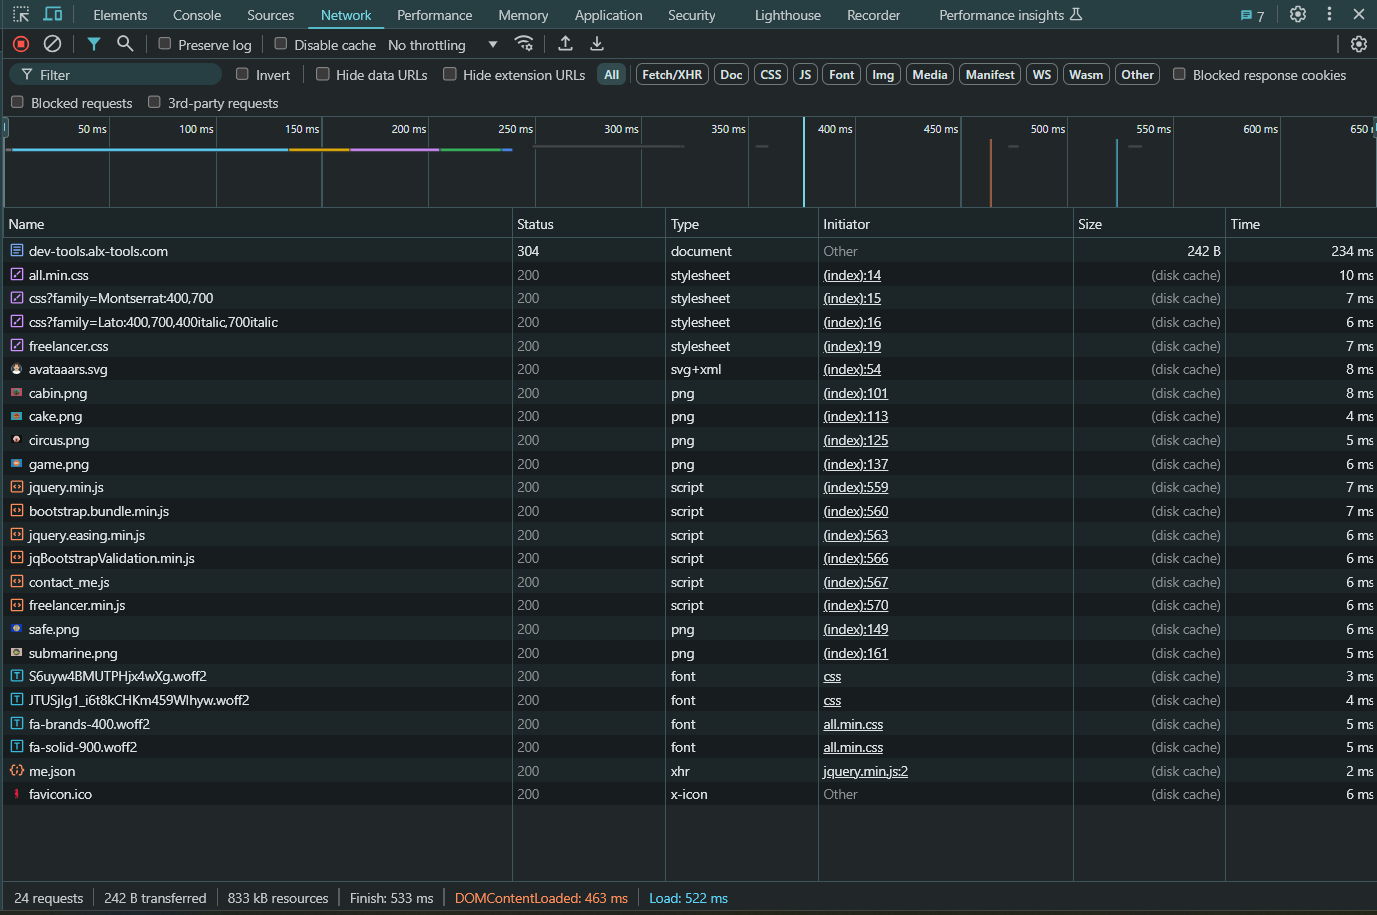 Elements Console Sources Network Performance Memory Application Security Lighthouse Recorder Performance insights 7
Preserve log Disable cache No throttling
Filter Invert Hide data URLs Hide extension URLs All Fetch/XHR Doc CSS JS Font Img Media Manifest WS Wasm Other Blocked response cookies
Blocked requests 3rd-party requests
50 ms 100 ms 150 ms 200 ms 250 ms 300 ms 350 ms 400 ms 450 ms 500 ms 550 ms 600 ms 650
Name Status Type Initiator Size Time
dev-tools.alx-tools.com 304 document Other 242 B 234 ms
all.min.css 200 stylesheet (index):14 (disk cache) 10 ms
css?family=Montserrat:400,700 200 stylesheet (index):15 (disk cache) 7 ms
css?family=Lato:400,700,400italic,700italic 200 stylesheet (index):16 (disk cache) 6 ms
freelancer.css 200 stylesheet (index):19 (disk cache) 7 ms
avataaars.svg 200 svg+xml (index):54 (disk cache) 8 ms
cabin.png 200 png (index):101 (disk cache) 8 ms
cake.png 200 png (index):113 (disk cache) 4 ms
circus.png 200 png (index):125 (disk cache) 5 ms
game.png 200 png (index):137 (disk cache) 6 ms
jquery.min.js 200 script (index):559 (disk cache) 7 ms
bootstrap.bundle.min.js 200 script (index):560 (disk cache) 7 ms
jquery.easing.min.js 200 script (index):563 (disk cache) 6 ms
jqBootstrapValidation.min.js 200 script (index):566 (disk cache) 6 ms
contact_me.js 200 script (index):567 (disk cache) 6 ms
freelancer.min.js 200 script (index):570 (disk cache) 6 ms
safe.png 200 png (index):149 (disk cache) 6 ms
submarine.png 200 png (index):161 (disk cache) 5 ms
S6uyw4BMUTPHjx4wXg.woff2 200 font css (disk cache) 3 ms
JTUSjIg1_i6t8kCHKm459Wlhyw.woff2 200 font css (disk cache) 4 ms
fa-brands-400.woff2 200 font all.min.css (disk cache) 5 ms
fa-solid-900.woff2 200 font all.min.css (disk cache) 5 ms
me.json 200 xhr jquery.min.js:2 (disk cache) 2 ms
favicon.ico 200 x-icon Other (disk cache) 6 ms
24 requests 242 B transferred 833 kB resources Finish: 533 ms DOMContentLoaded: 463 ms Load: 522 ms